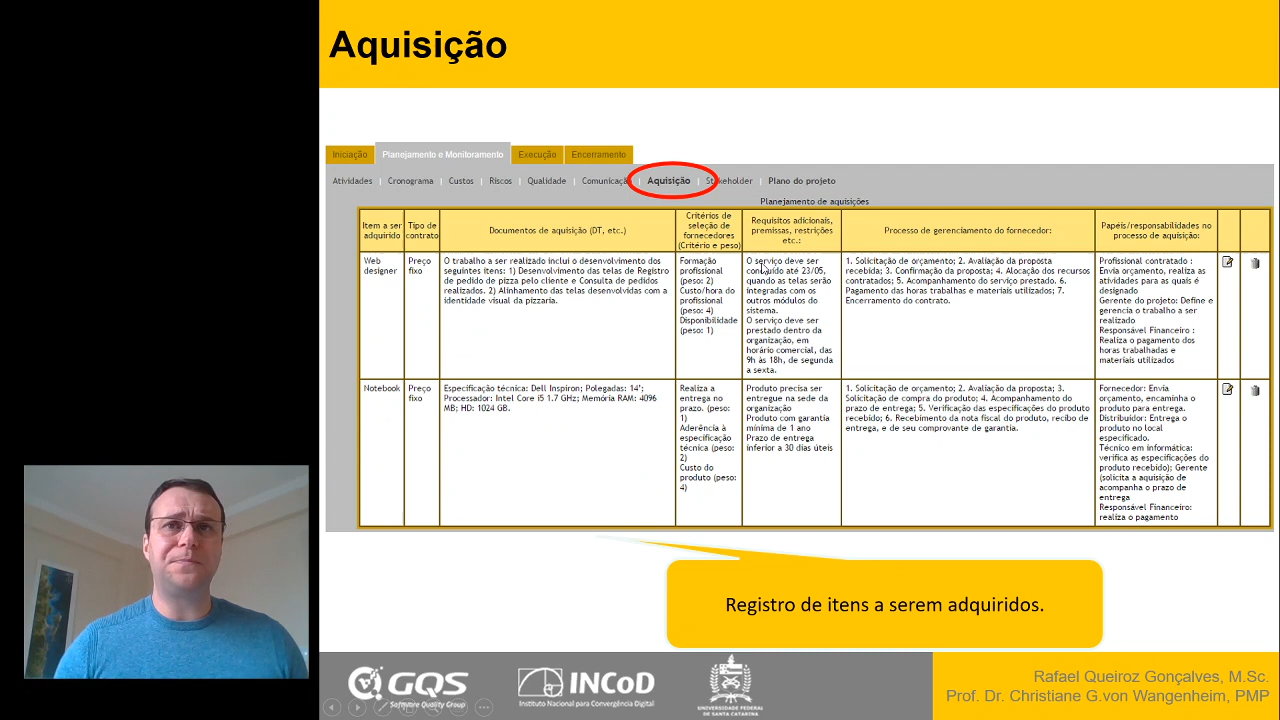 Aquisição
Iniciação
Planejamento e Monitoramento
Execução
Encerramento
Atividades | Cronograma | Custos | Riscos | Qualidade | Comunicação | Aquisição | Stakeholder | Plano do projeto
Planejamento de aquisições
Item a ser
adquirido
Tipo de
contrato
Documentos de aquisição (DT, etc.)
Critérios de
seleção de
fornecedores
(Critério e peso)
Requisitos adicionais,
premissas, restrições
etc.:
Processo de gerenciamento do fornecedor:
Papéis/responsabilidades no
processo de aquisição:
Web
designer
Preço
fixo
O trabalho a ser realizado inclui o desenvolvimento dos
seguintes itens: 1) Desenvolvimento das telas de Registro
de pedido de pizza pelo cliente e Consulta de pedidos
realizados. 2) Alinhamento das telas desenvolvidas com a
identidade visual da pizzaria.
Formação
profissional
(peso: 2)
Custo/hora do
profissional
(peso: 4)
Disponibilidade
(peso: 1)
O serviço deve ser
concluído até 23/05,
quando as telas serão
integradas com os
outros módulos do
sistema.
O serviço deve ser
prestado dentro da
organização, em
horário comercial, das
9h às 18h, de segunda
a sexta.
1. Solicitação de orçamento; 2. Avaliação da proposta
recebida; 3. Confirmação da proposta; 4. Alocação dos recursos
contratados; 5. Acompanhamento do serviço prestado. 6.
Pagamento das horas trabalhas e materiais utilizados; 7.
Encerramento do contrato.
Profissional contratado :
Envia orçamento, realiza as
atividades para as quais é
designado
Gerente do projeto: Define e
gerencia o trabalho a ser
realizado
Responsável Financeiro :
Realiza o pagamento dos
horas trabalhadas e
materiais utilizados
Notebook
Preço
fixo
Especificação técnica: Dell Inspiron; Polegadas: 14';
Processador: Intel Core i5 1.7 GHz; Memória RAM: 4096
MB; HD: 1024 GB.
Realiza a
entrega no
prazo. (peso:
1)
Aderência à
especificação
técnica (peso:
2)
Custo do
produto (peso:
4)
Produto precisa ser
entregue na sede da
organização
Produto com garantia
mínima de 1 ano
Prazo de entrega
inferior a 30 dias úteis
1. Solicitação de orçamento; 2. Avaliação da proposta; 3.
Solicitação de compra do produto; 4. Acompanhamento do
prazo de entrega; 5. Verificação das especificações do produto
recebido; 6. Recebimento da nota fiscal do produto, recibo de
entrega, e de seu comprovante de garantia.
Fornecedor: Envia
orçamento, encaminha o
produto para entrega.
Distribuidor: Entrega o
produto no local
especificado.
Técnico em informática:
verifica as especificações do
produto recebido); Gerente
(solicita a aquisição de
acompanha o prazo de
entrega
Responsável Financeiro:
realiza o pagamento
Registro de itens a serem adquiridos.
GQS
Software Quality Group
INCoD
Instituto Nacional para Convergência Digital
UNIVERSIDADE FEDERAL
DE SANTA CATARINA
Rafael Queiroz Gonçalves, M.Sc.
Prof. Dr. Christiane G.von Wangenheim, PMP